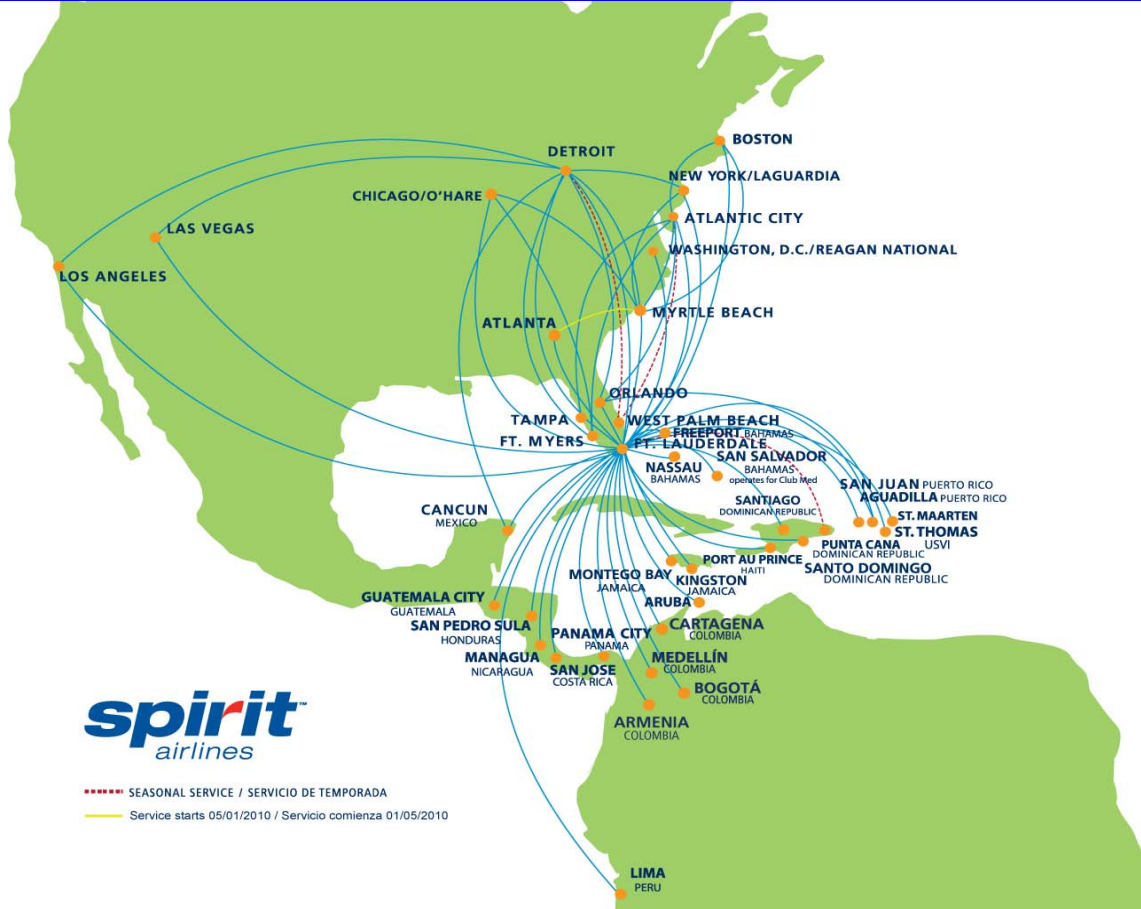 BOSTON
DETROIT
NEW YORK/LAGUARDIA
CHICAGO/O'HARE
ATLANTIC CITY
LAS VEGAS
WASHINGTON, D.C./REAGAN NATIONAL
LOS ANGELES
MYRTLE BEACH
ATLANTA
ORLANDO
TAMPA
WEST PALM BEACH
FREEPORT BAHAMAS
FT. MYERS
FT. LAUDERDALE
SAN SALVADOR
BAHAMAS
operates for Club Med
NASSAU
BAHAMAS
SAN JUAN PUERTO RICO
AGUADILLA PUERTO RICO
SANTIAGO
DOMINICAN REPUBLIC
CANCUN
MEXICO
ST. MAARTEN
ST. THOMAS
USVI
PUNTA CANA
DOMINICAN REPUBLIC
PORT AU PRINCE
HAITI
SANTO DOMINGO
DOMINICAN REPUBLIC
MONTEGO BAY
JAMAICA
KINGSTON
JAMAICA
ARUBA
GUATEMALA CITY
GUATEMALA
SAN PEDRO SULA
HONDURAS
CARTAGENA
COLOMBIA
PANAMA CITY
PANAMA
MANAGUA
NICARAGUA
SAN JOSE
COSTA RICA
MEDELLÍN
COLOMBIA
BOGOTÁ
COLOMBIA
ARMENIA
COLOMBIA
spirit™
airlines
SEASONAL SERVICE / SERVICIO DE TEMPORADA
Service starts 05/01/2010 / Servicio comienza 01/05/2010
LIMA
PERU